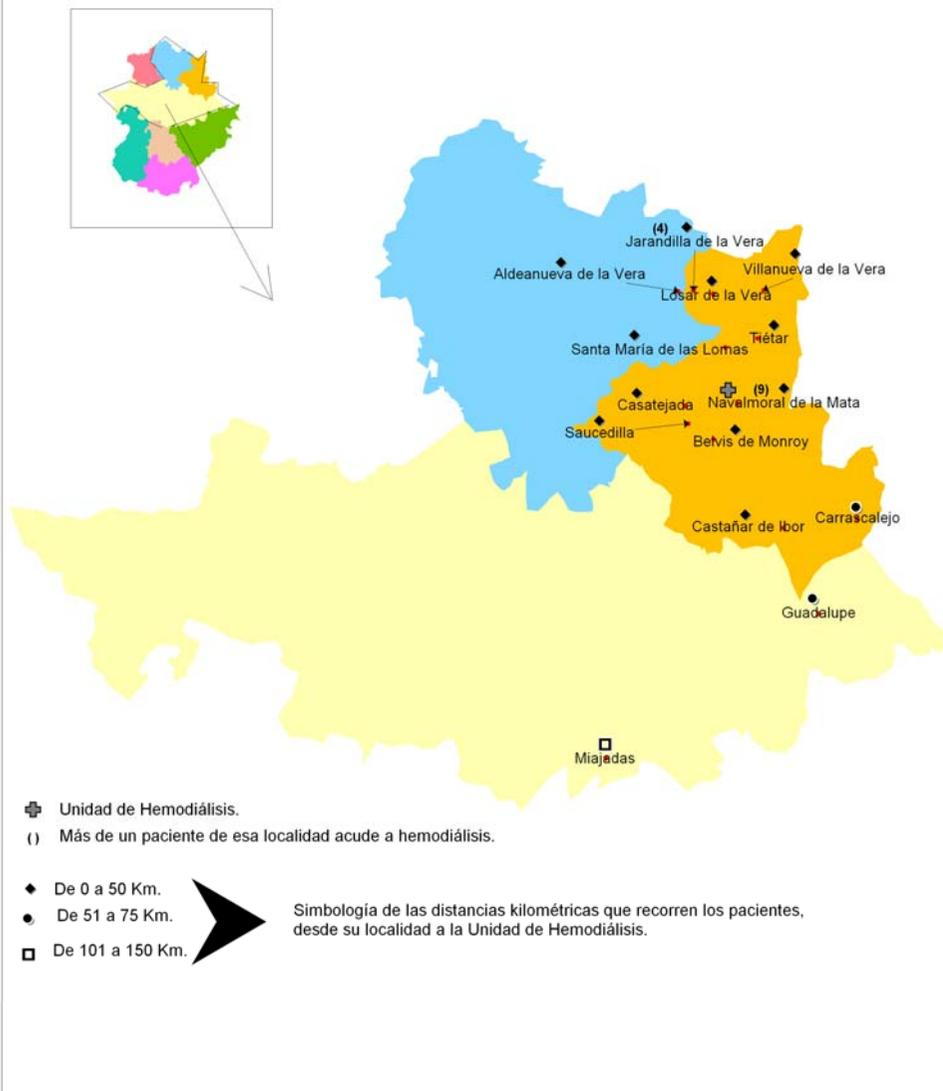 (4)
Jarandilla de la Vera
Villanueva de la Vera
Aldeanueva de la Vera
Losar de la Vera
Tiétar
Santa María de las Lomas
(9)
Casatejada
Navalmoral de la Mata
Saucedilla
Belvis de Monroy
Castañar de Ibor
Carrascalejo
Guadalupe
Miajadas
Unidad de Hemodiálisis.
( ) Más de un paciente de esa localidad acude a hemodiálisis.
De 0 a 50 Km.
De 51 a 75 Km.
De 101 a 150 Km.
Simbología de las distancias kilométricas que recorren los pacientes,
desde su localidad a la Unidad de Hemodiálisis.